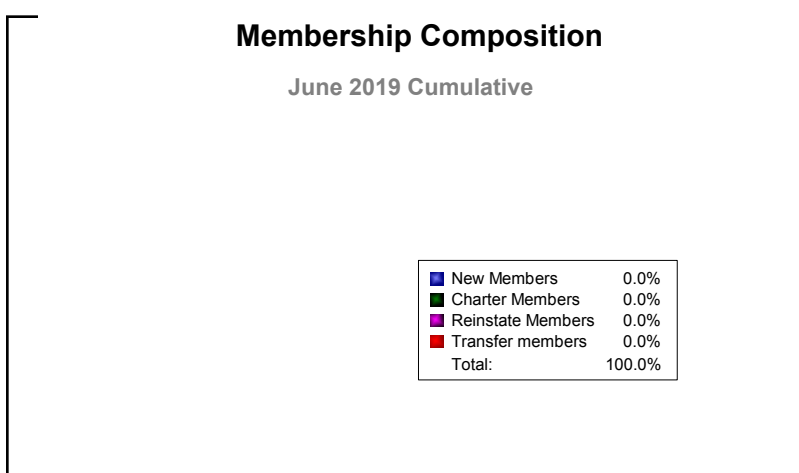 Membership Composition
June 2019 Cumulative
New Members 0.0%
Charter Members 0.0%
Reinstate Members 0.0%
Transfer members 0.0%
Total: 100.0%